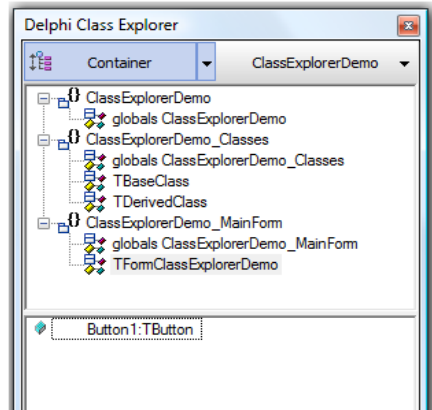 Delphi Class Explorer
Container ClassExplorerDemo
{} ClassExplorerDemo
globals ClassExplorerDemo
{} ClassExplorerDemo_Classes
globals ClassExplorerDemo_Classes
TBaseClass
TDerivedClass
{} ClassExplorerDemo_MainForm
globals ClassExplorerDemo_MainForm
TFormClassExplorerDemo
Button1:TButton